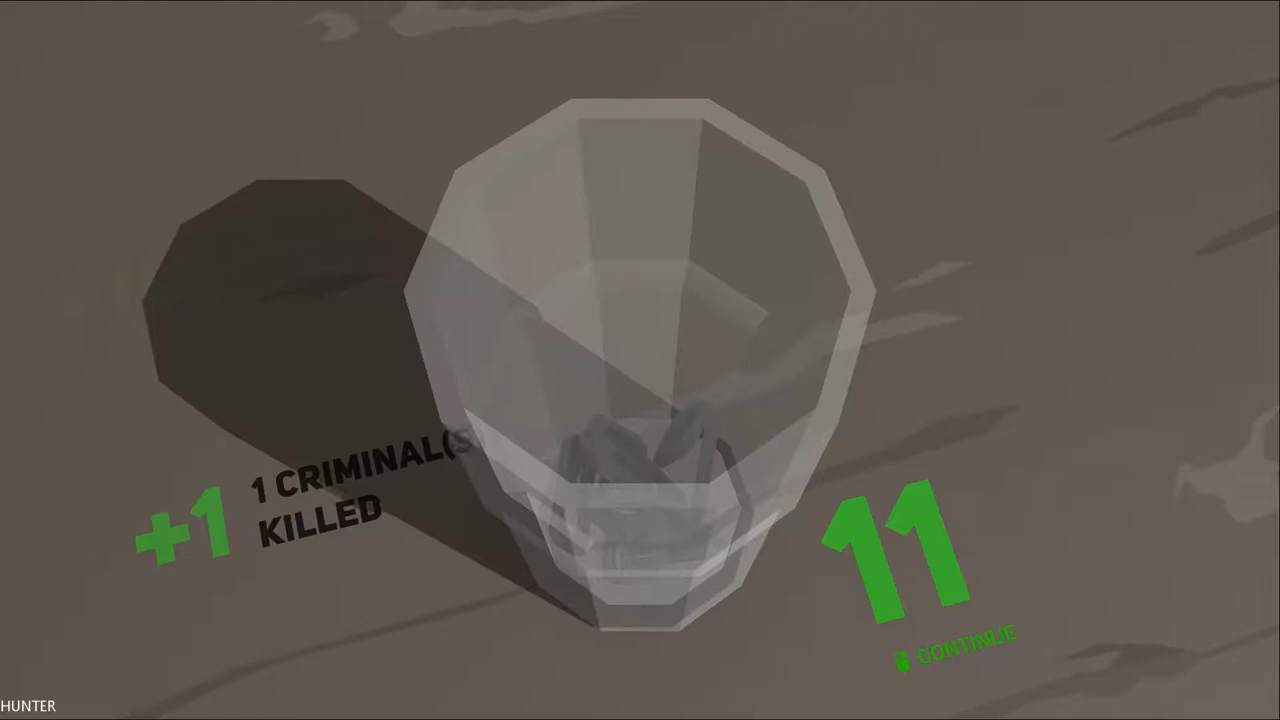 +1
1 CRIMINAL(S
KILLED
11
CONTINUE
HUNTER